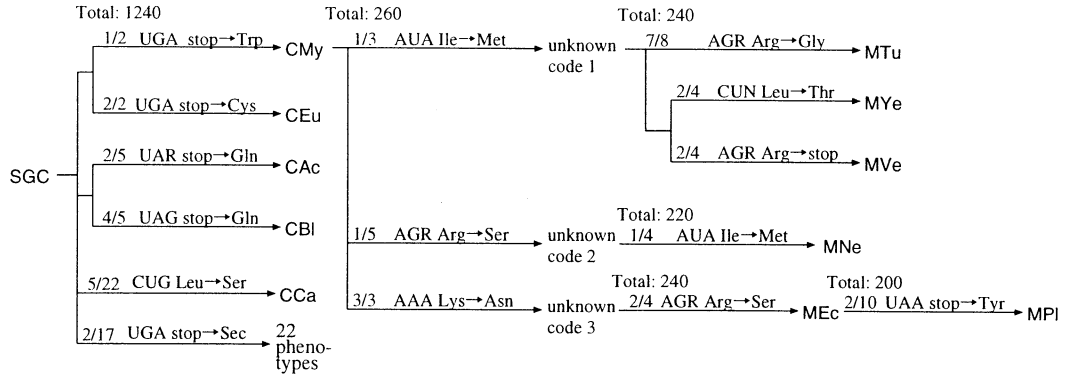 Total: 1240
Total: 260
Total: 240
1/2 UGA stop→Trp
CMy
1/3 AUA Ile→Met
unknown
code 1
7/8 AGR Arg→Gly
MTu
2/2 UGA stop→Cys
CEu
2/4 CUN Leu→Thr
MYe
SGC
2/5 UAR stop→Gln
CAc
2/4 AGR Arg→stop
MVe
4/5 UAG stop→Gln
CBl
1/5 AGR Arg→Ser
unknown
code 2
Total: 220
1/4 AUA Ile→Met
MNe
5/22 CUG Leu→Ser
CCa
3/3 AAA Lys→Asn
unknown
code 3
Total: 240
2/4 AGR Arg→Ser
MEc
Total: 200
2/10 UAA stop→Tyr
MPl
2/17 UGA stop→Sec
22
pheno-
types